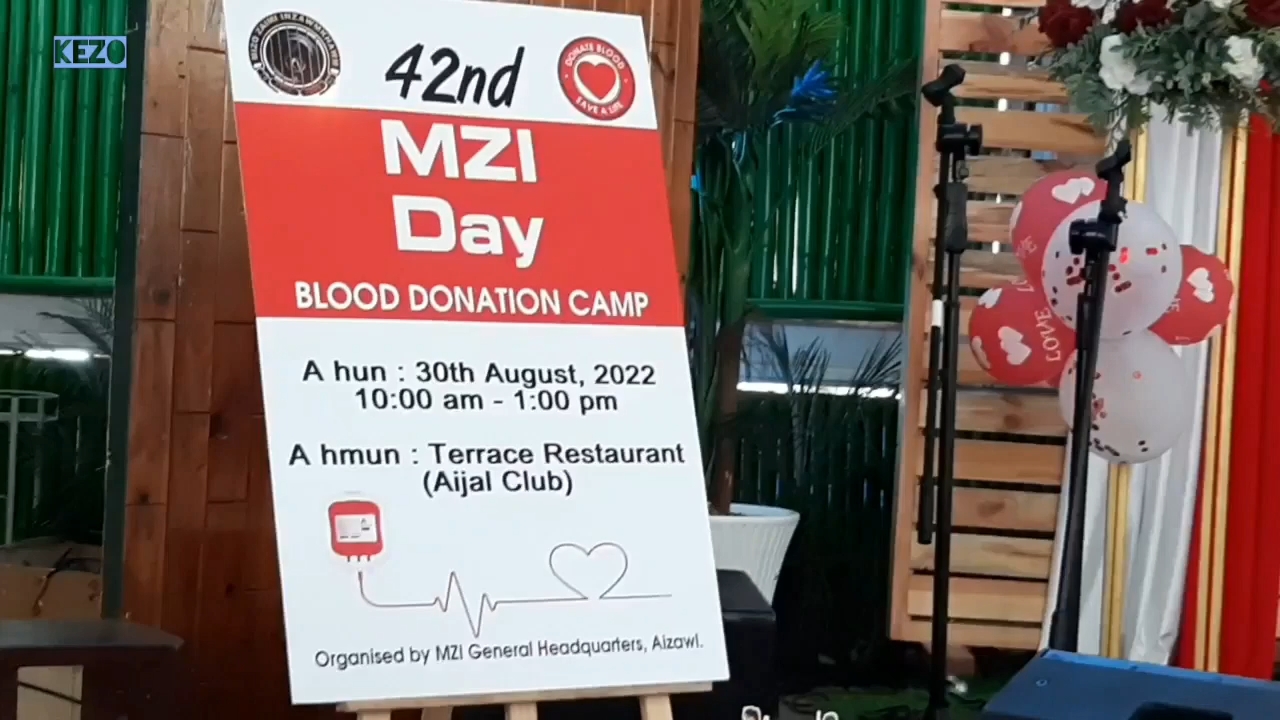 KEZO
42nd
DONATE BLOOD
SAVE A LIFE
MZI
Day
BLOOD DONATION CAMP
A hun : 30th August, 2022
10:00 am - 1:00 pm
A hmun : Terrace Restaurant
(Aijal Club)
Organised by MZI General Headquarters, Aizawl.
LOVE